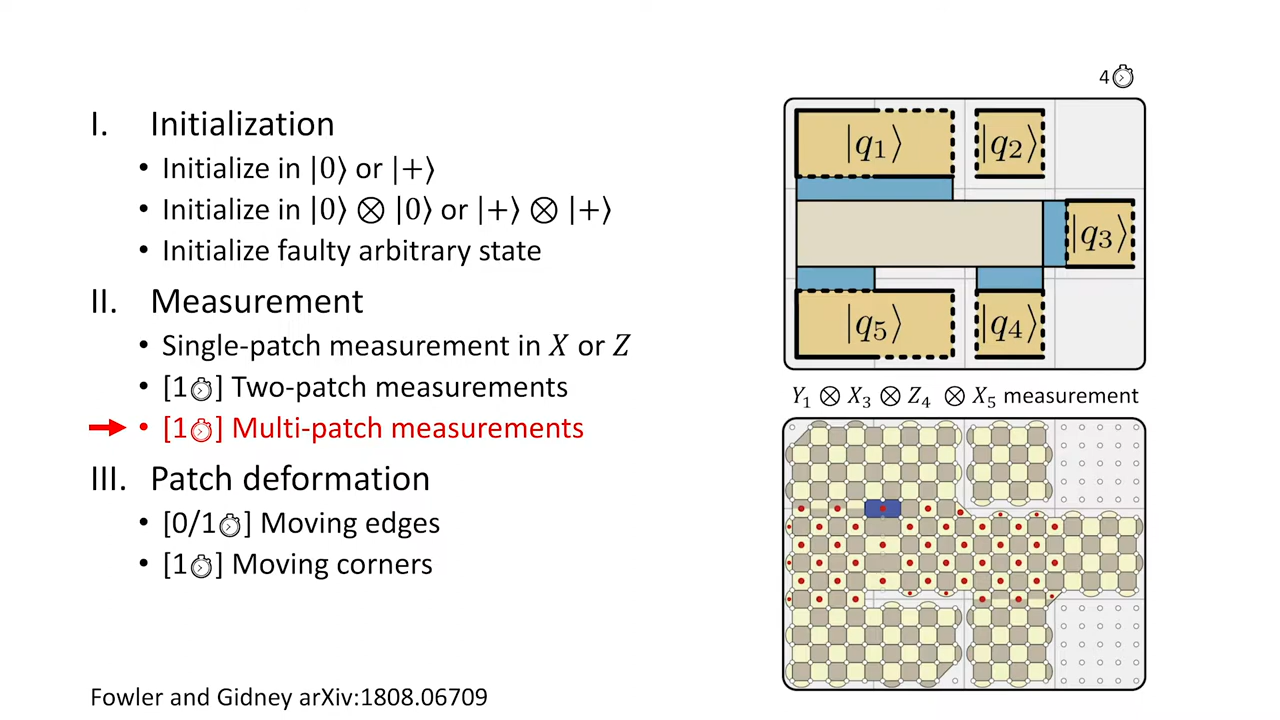 4⏱
I. Initialization
• Initialize in |0⟩ or |+⟩
• Initialize in |0⟩ ⊗ |0⟩ or |+⟩ ⊗ |+⟩
• Initialize faulty arbitrary state
II. Measurement
• Single-patch measurement in X or Z
• [1⏱] Two-patch measurements
• [1⏱] Multi-patch measurements
III. Patch deformation
• [0/1⏱] Moving edges
• [1⏱] Moving corners
|q₁⟩ |q₂⟩
|q₃⟩
|q₅⟩ |q₄⟩
Y₁ ⊗ X₃ ⊗ Z₄ ⊗ X₅ measurement
Fowler and Gidney arXiv:1808.06709